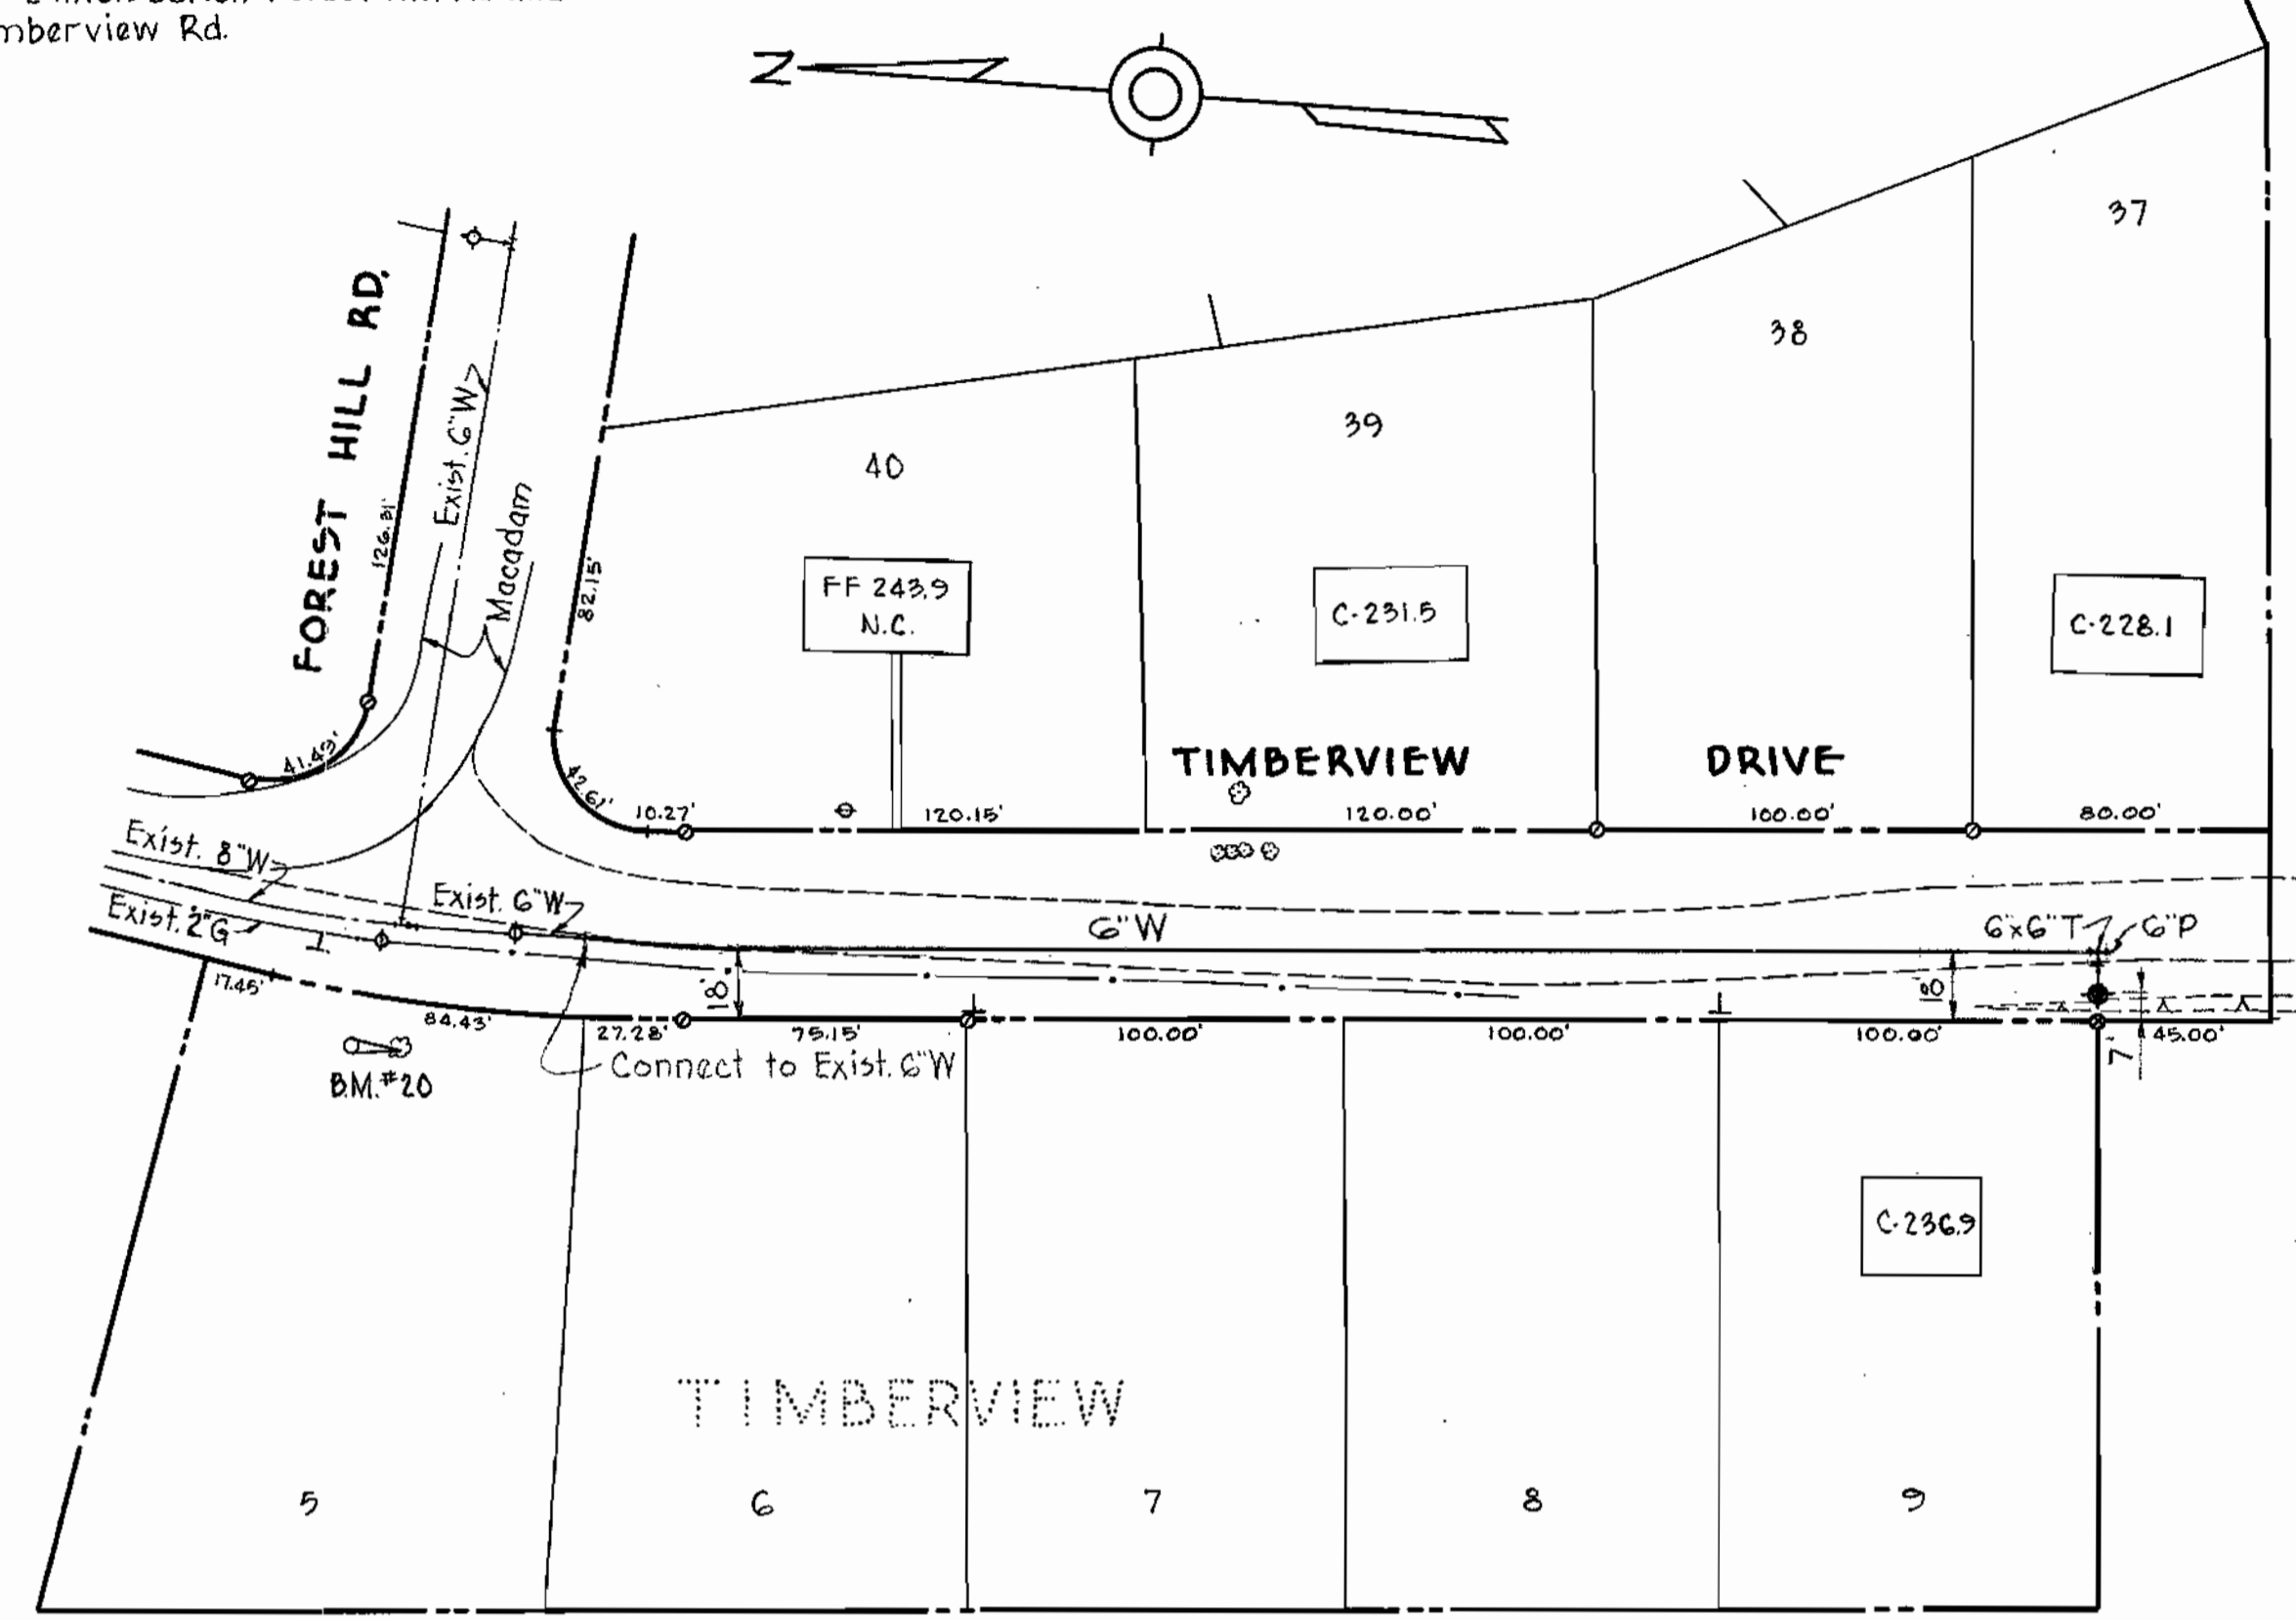 mberview Rd.
N
37
38
39
40
FOREST HILL RD.
126.31'
Exist. 6"W
Macadam
82.15'
FF 243.9
N.C.
C-231.5
C-228.1
41.43'
42.61'
10.27'
120.15'
TIMBERVIEW DRIVE
120.00'
100.00'
80.00'
Exist. 8"W
Exist. 6"W
Exist. 2"G
6"W
6"x6"T
6"P
18'
18'
17.45'
84.43'
27.28'
75.15'
100.00'
100.00'
100.00'
7'
45.00'
B.M.#20
Connect to Exist. 6"W
C-236.9
TIMBERVIEW
5
6
7
8
9